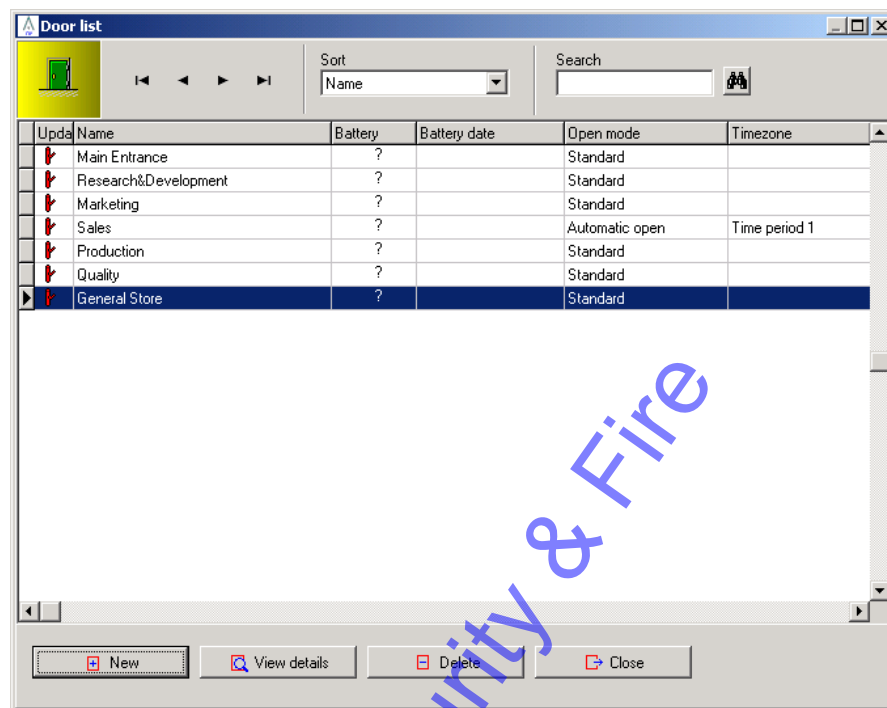 Door list
Sort
Search
Name
Upda Name Battery Battery date Open mode Timezone
Main Entrance ? Standard
Research&Development ? Standard
Marketing ? Standard
Sales ? Automatic open Time period 1
Production ? Standard
Quality ? Standard
General Store ? Standard
New View details Delete Close
urity & Fire